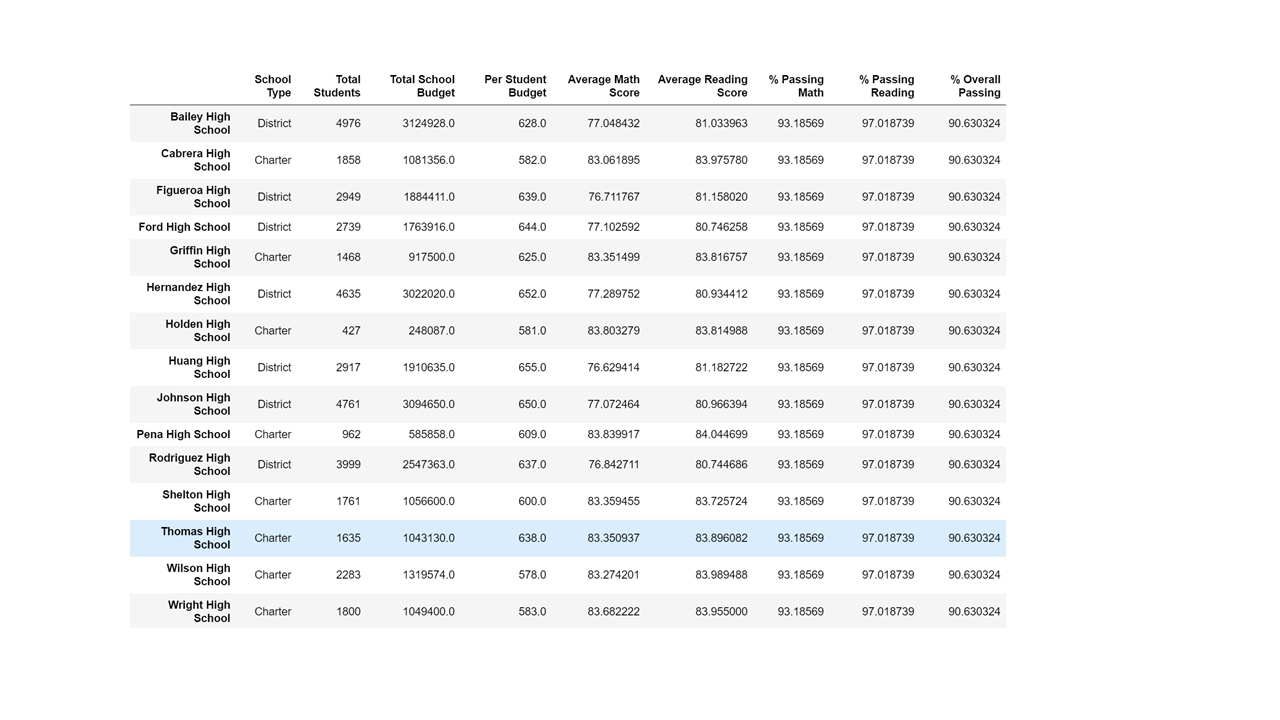 School Type Total Students Total School Budget Per Student Budget Average Math Score Average Reading Score % Passing Math % Passing Reading % Overall Passing
Bailey High School District 4976 3124928.0 628.0 77.048432 81.033963 93.18569 97.018739 90.630324
Cabrera High School Charter 1858 1081356.0 582.0 83.061895 83.975780 93.18569 97.018739 90.630324
Figueroa High School District 2949 1884411.0 639.0 76.711767 81.158020 93.18569 97.018739 90.630324
Ford High School District 2739 1763916.0 644.0 77.102592 80.746258 93.18569 97.018739 90.630324
Griffin High School Charter 1468 917500.0 625.0 83.351499 83.816757 93.18569 97.018739 90.630324
Hernandez High School District 4635 3022020.0 652.0 77.289752 80.934412 93.18569 97.018739 90.630324
Holden High School Charter 427 248087.0 581.0 83.803279 83.814988 93.18569 97.018739 90.630324
Huang High School District 2917 1910635.0 655.0 76.629414 81.182722 93.18569 97.018739 90.630324
Johnson High School District 4761 3094650.0 650.0 77.072464 80.966394 93.18569 97.018739 90.630324
Pena High School Charter 962 585858.0 609.0 83.839917 84.044699 93.18569 97.018739 90.630324
Rodriguez High School District 3999 2547363.0 637.0 76.842711 80.744686 93.18569 97.018739 90.630324
Shelton High School Charter 1761 1056600.0 600.0 83.359455 83.725724 93.18569 97.018739 90.630324
Thomas High School Charter 1635 1043130.0 638.0 83.350937 83.896082 93.18569 97.018739 90.630324
Wilson High School Charter 2283 1319574.0 578.0 83.274201 83.989488 93.18569 97.018739 90.630324
Wright High School Charter 1800 1049400.0 583.0 83.682222 83.955000 93.18569 97.018739 90.630324